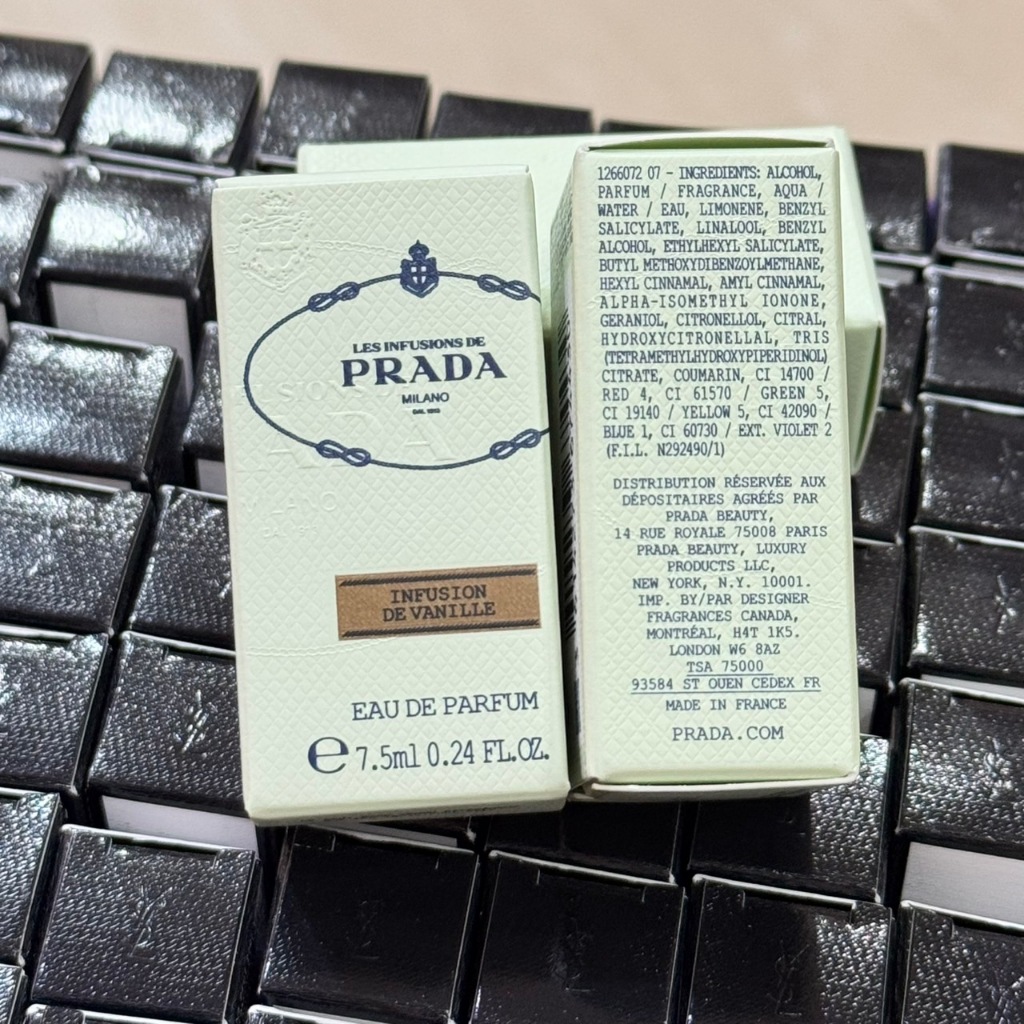 LES INFUSIONS DE
PRADA
MILANO
DAL 1913
INFUSION
DE VANILLE
EAU DE PARFUM
e 7.5ml 0.24 FL.OZ.
1266072 07 - INGREDIENTS: ALCOHOL,
PARFUM / FRAGRANCE, AQUA /
WATER / EAU, LIMONENE, BENZYL
SALICYLATE, LINALOOL, BENZYL
ALCOHOL, ETHYLHEXYL SALICYLATE,
BUTYL METHOXYDIBENZOYLMETHANE,
HEXYL CINNAMAL, AMYL CINNAMAL,
ALPHA-ISOMETHYL IONONE,
GERANIOL, CITRONELLOL, CITRAL,
HYDROXYCITRONELLAL, TRIS
(TETRAMETHYLHYDROXYPIPERIDINOL)
CITRATE, COUMARIN, CI 14700 /
RED 4, CI 61570 / GREEN 5,
CI 19140 / YELLOW 5, CI 42090 /
BLUE 1, CI 60730 / EXT. VIOLET 2
(F.I.L. N292490/1)
DISTRIBUTION RÉSERVÉE AUX
DÉPOSITAIRES AGRÉÉS PAR
PRADA BEAUTY,
14 RUE ROYALE 75008 PARIS
PRADA BEAUTY, LUXURY
PRODUCTS LLC,
NEW YORK, N.Y. 10001.
IMP. BY/PAR DESIGNER
FRAGRANCES CANADA,
MONTRÉAL, H4T 1K5.
LONDON W6 8AZ
TSA 75000
93584 ST OUEN CEDEX FR
MADE IN FRANCE
PRADA.COM